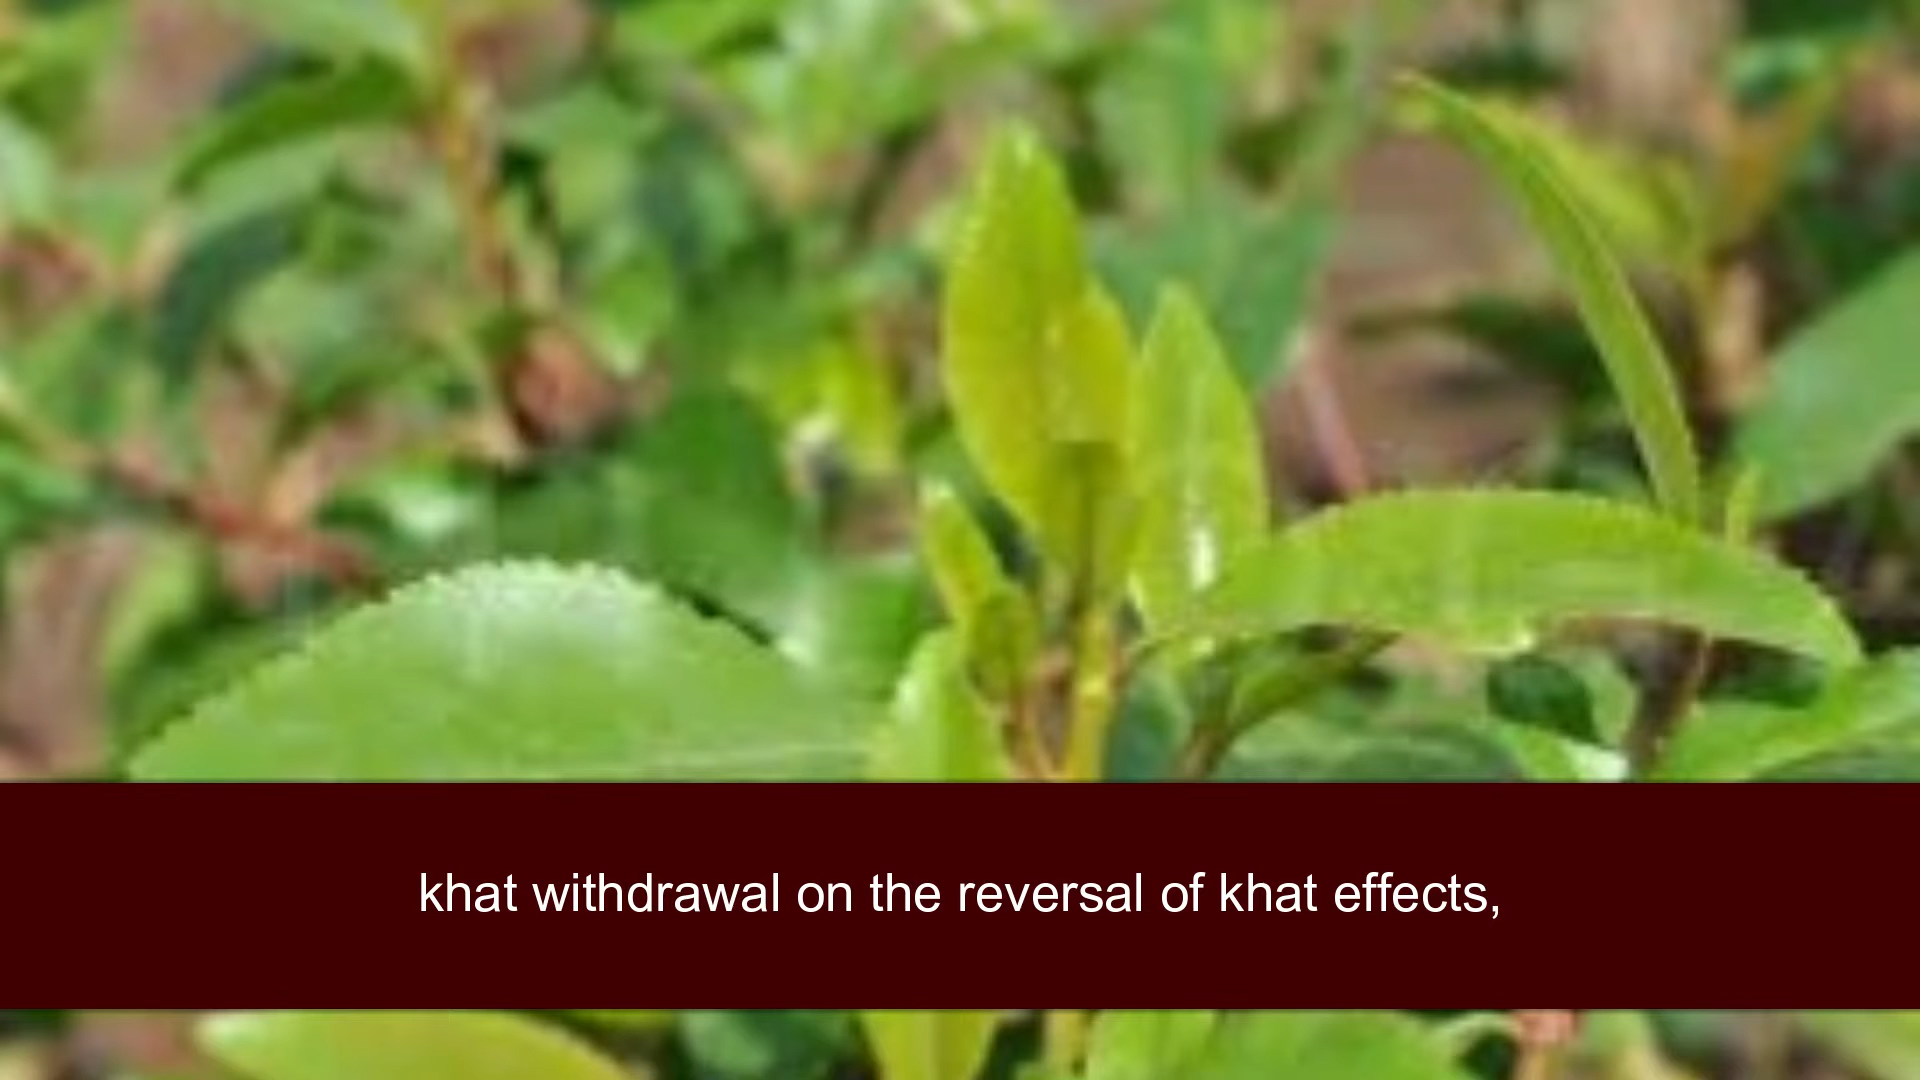 khat withdrawal on the reversal of khat effects,